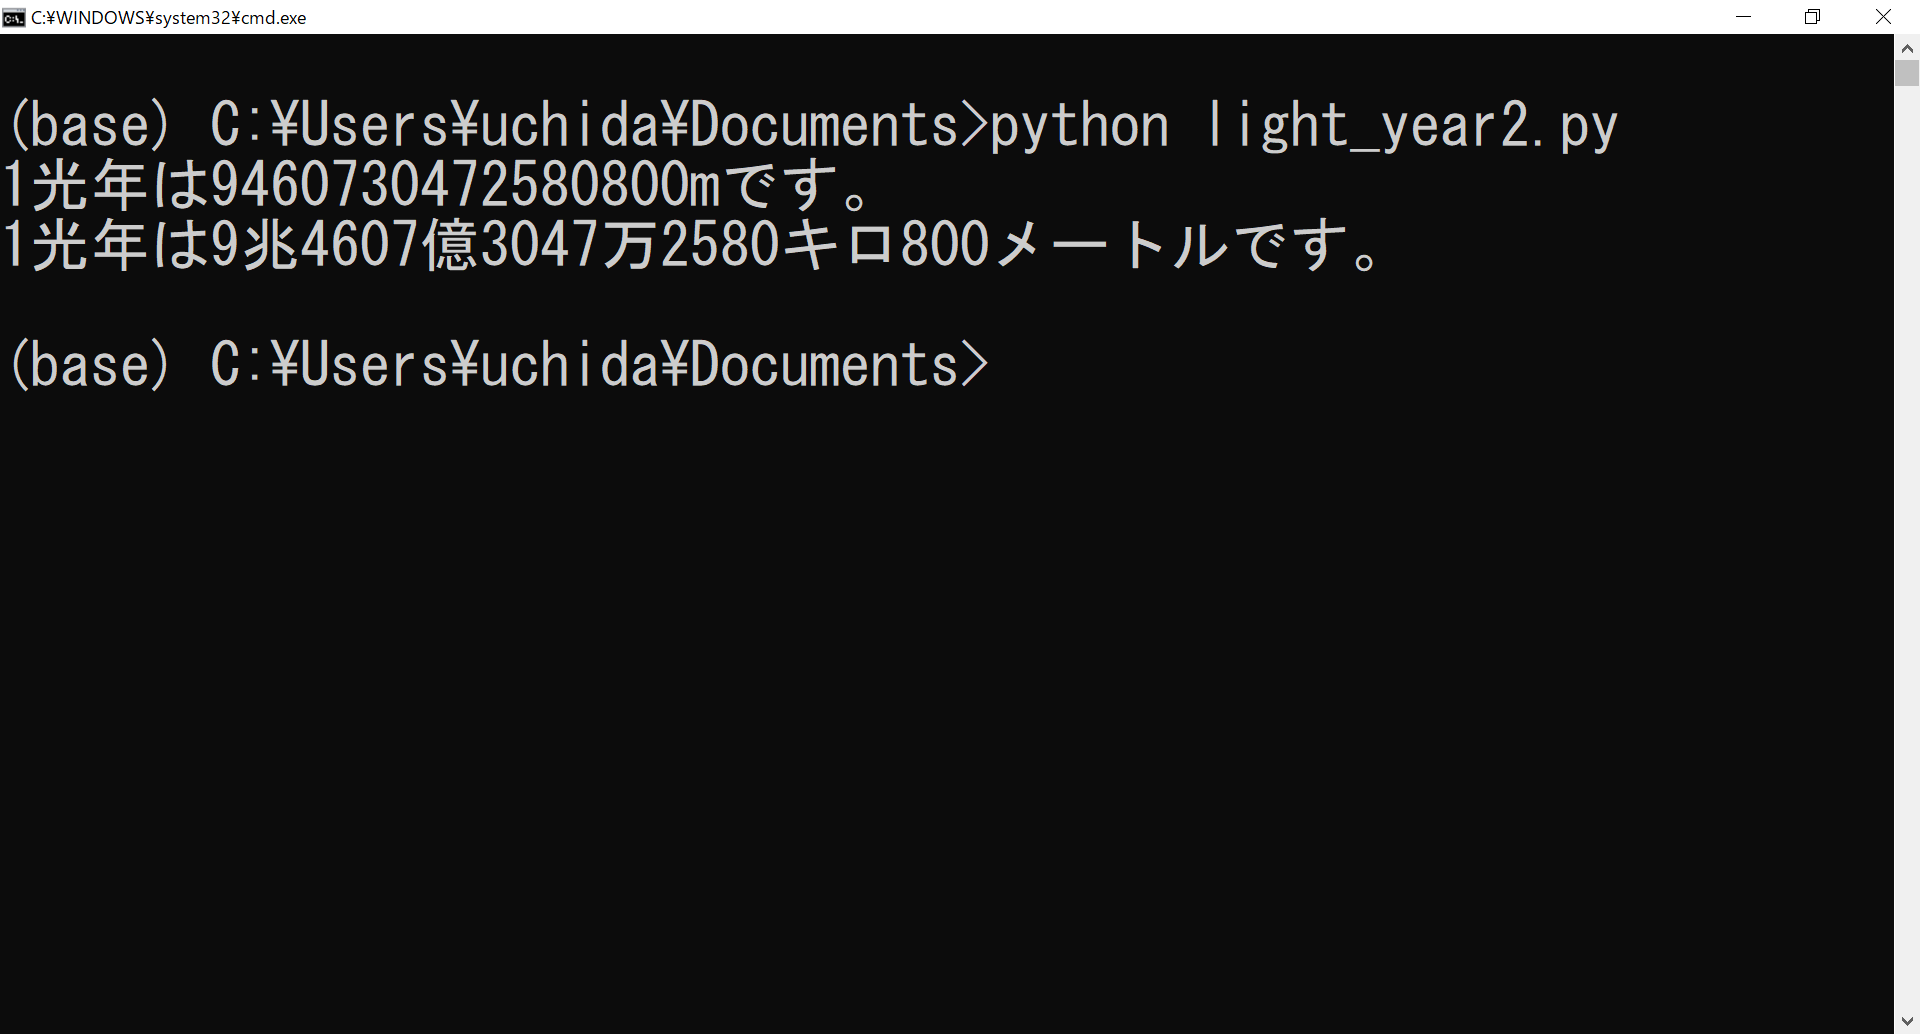 C:¥WINDOWS¥system32¥cmd.exe
(base) C:¥Users¥uchida¥Documents>python light_year2.py
1光年は9460730472580800mです。
1光年は9兆4607億3047万2580キロ800メートルです。
(base) C:¥Users¥uchida¥Documents>